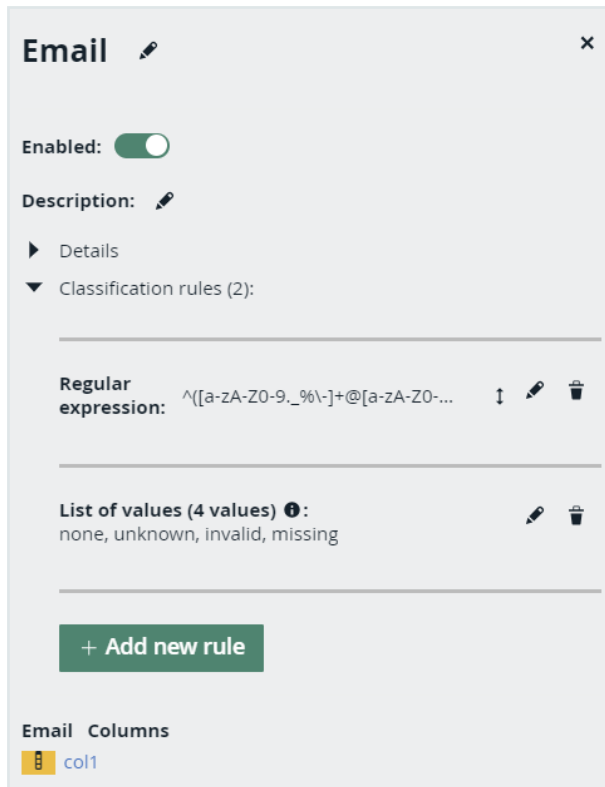 Email
Enabled:
Description:
Details
Classification rules (2):
Regular
expression:
^([a-zA-Z0-9._%\-]+@[a-zA-Z0-...
List of values (4 values) :
none, unknown, invalid, missing
+ Add new rule
Email Columns
col1